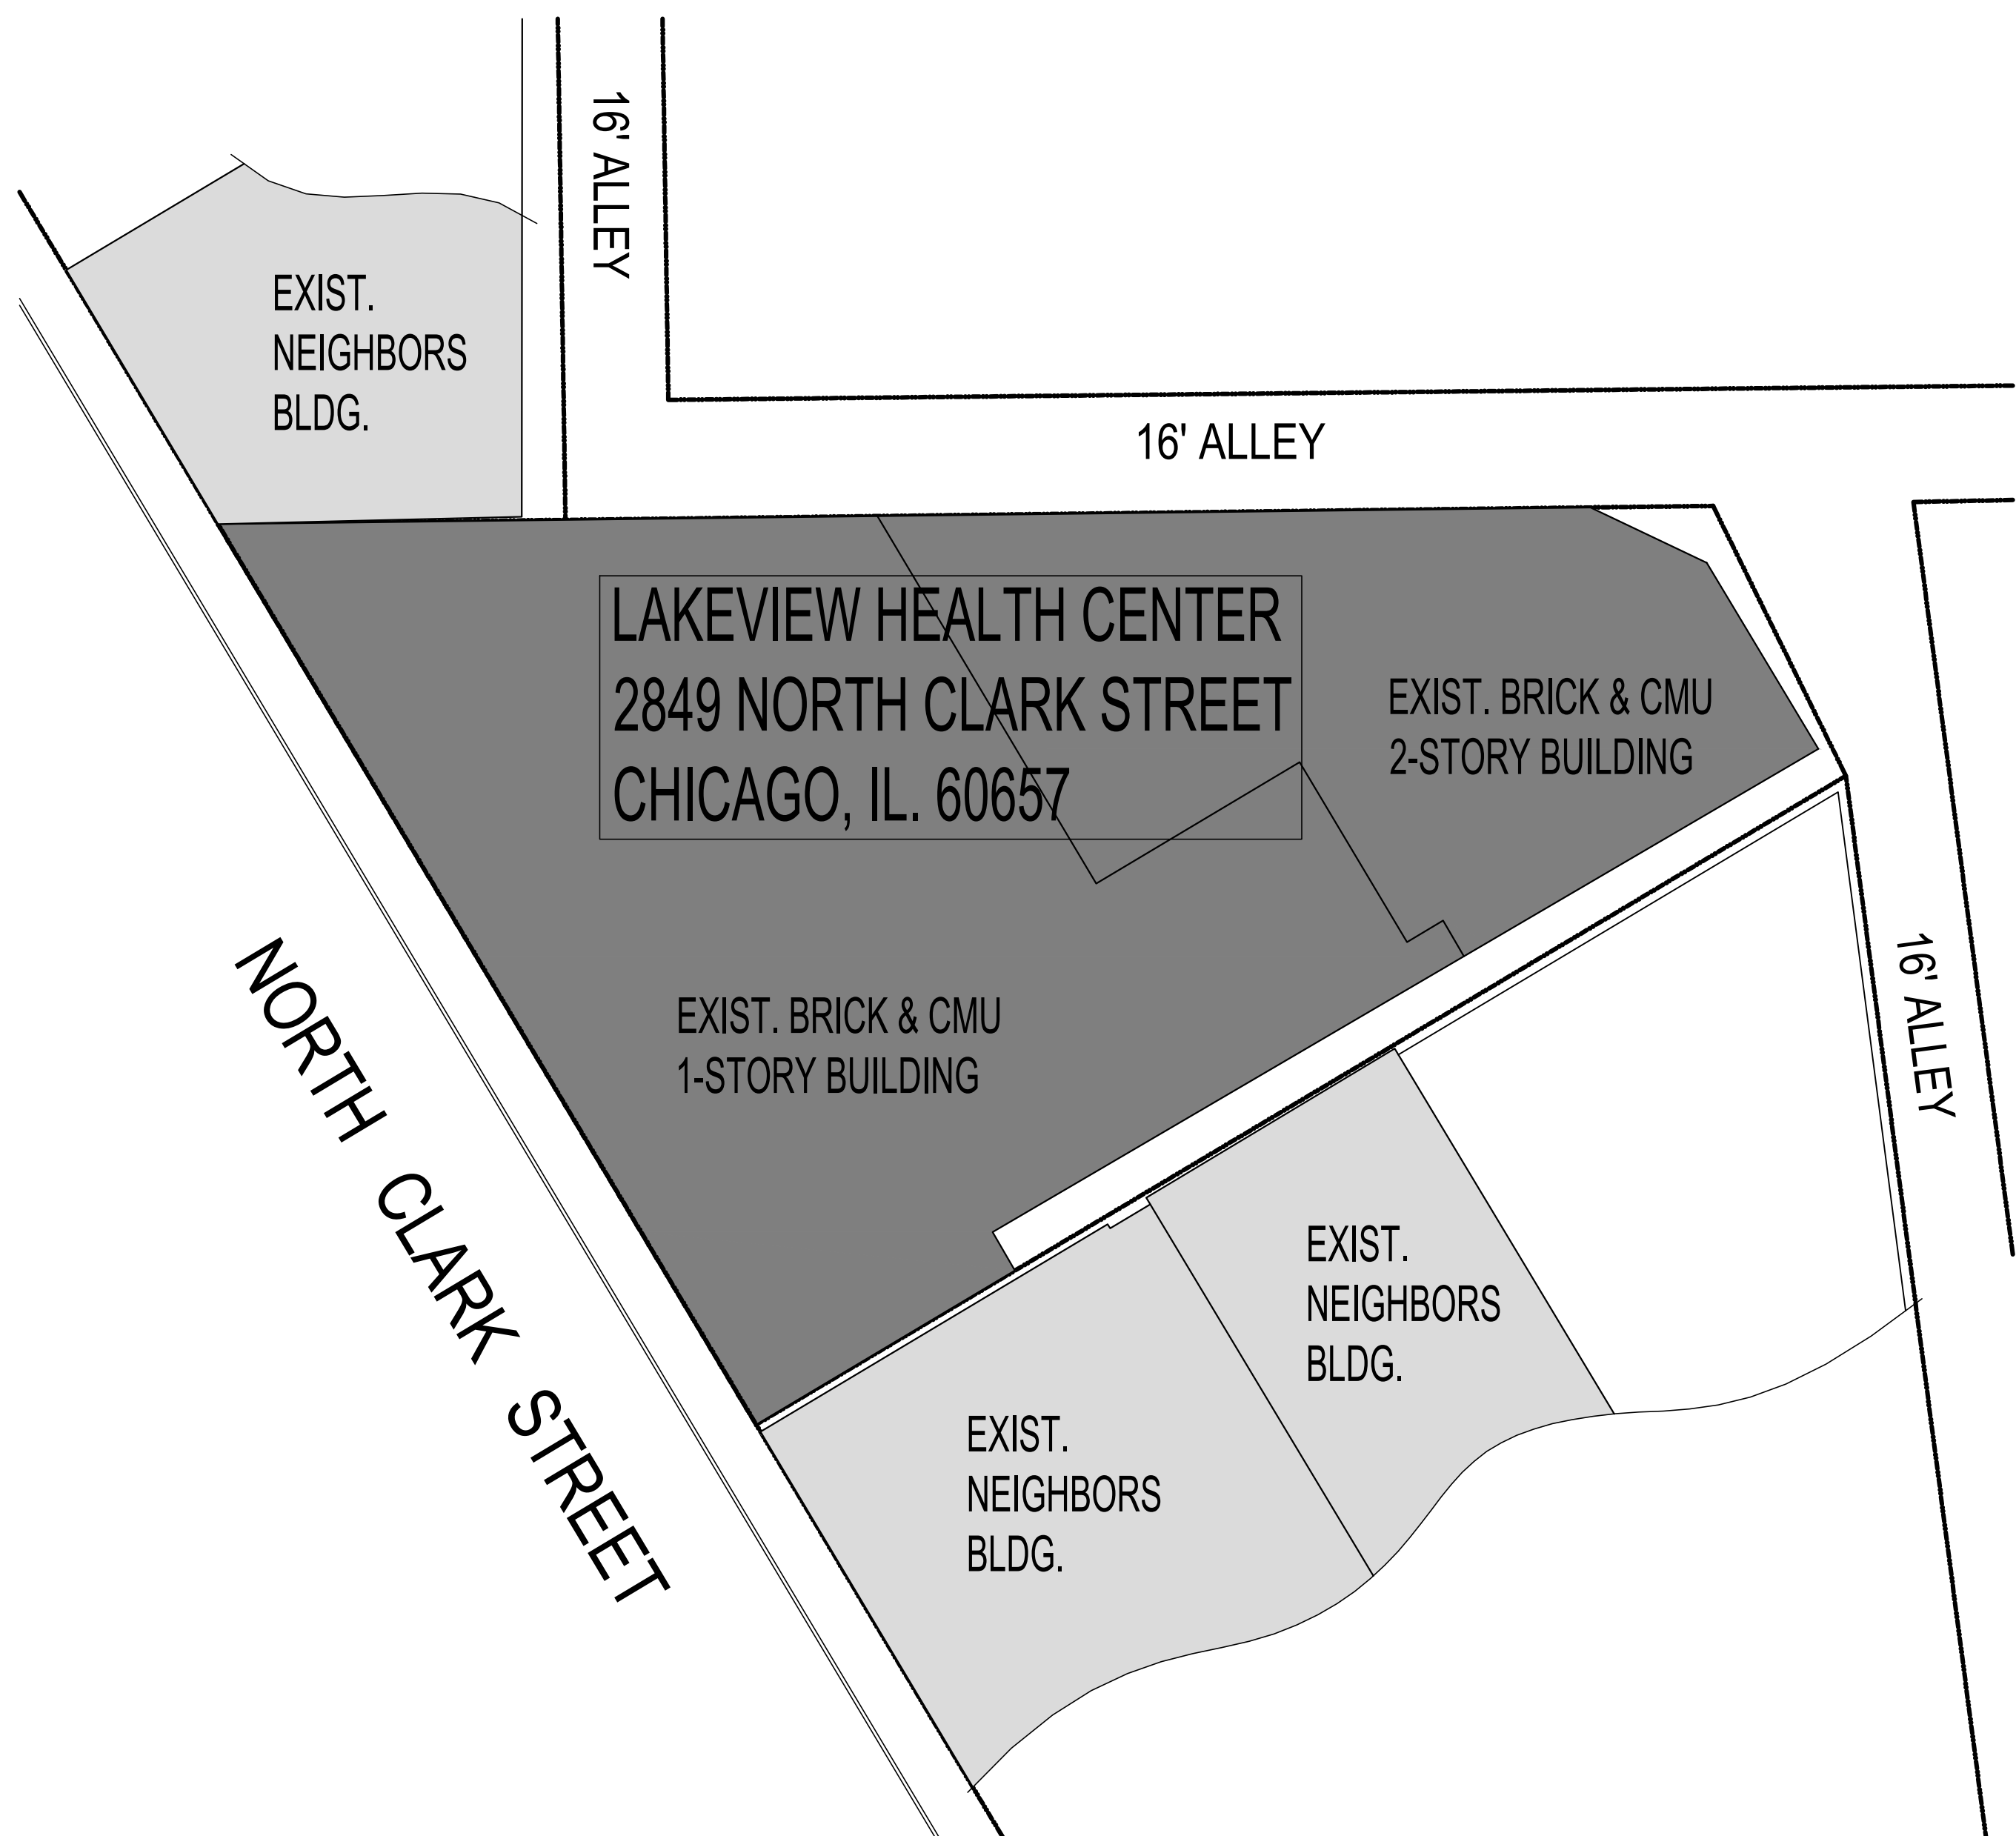 16' ALLEY
EXIST.
NEIGHBORS
BLDG.
16' ALLEY
LAKEVIEW HEALTH CENTER
2849 NORTH CLARK STREET
CHICAGO, IL. 60657
EXIST. BRICK & CMU
2-STORY BUILDING
16' ALLEY
NORTH CLARK STREET
EXIST. BRICK & CMU
1-STORY BUILDING
EXIST.
NEIGHBORS
BLDG.
EXIST.
NEIGHBORS
BLDG.